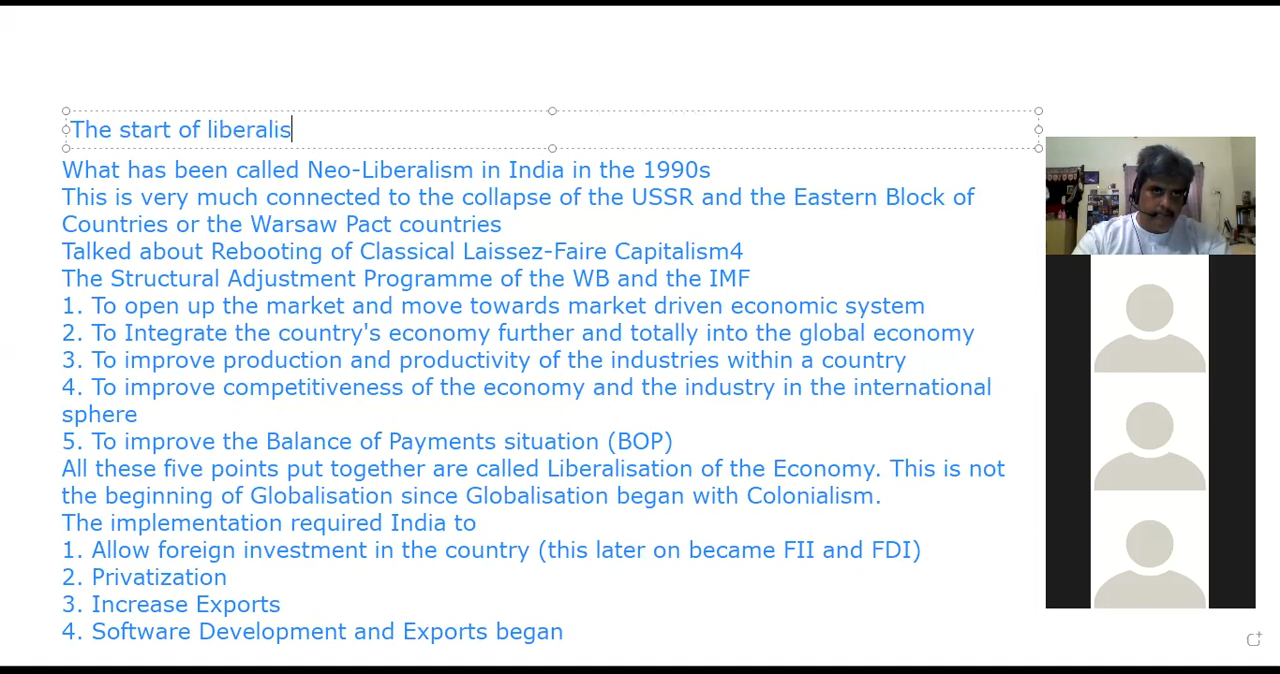 The start of liberalis
What has been called Neo-Liberalism in India in the 1990s
This is very much connected to the collapse of the USSR and the Eastern Block of
Countries or the Warsaw Pact countries
Talked about Rebooting of Classical Laissez-Faire Capitalism4
The Structural Adjustment Programme of the WB and the IMF
1. To open up the market and move towards market driven economic system
2. To Integrate the country's economy further and totally into the global economy
3. To improve production and productivity of the industries within a country
4. To improve competitiveness of the economy and the industry in the international
sphere
5. To improve the Balance of Payments situation (BOP)
All these five points put together are called Liberalisation of the Economy. This is not
the beginning of Globalisation since Globalisation began with Colonialism.
The implementation required India to
1. Allow foreign investment in the country (this later on became FII and FDI)
2. Privatization
3. Increase Exports
4. Software Development and Exports began